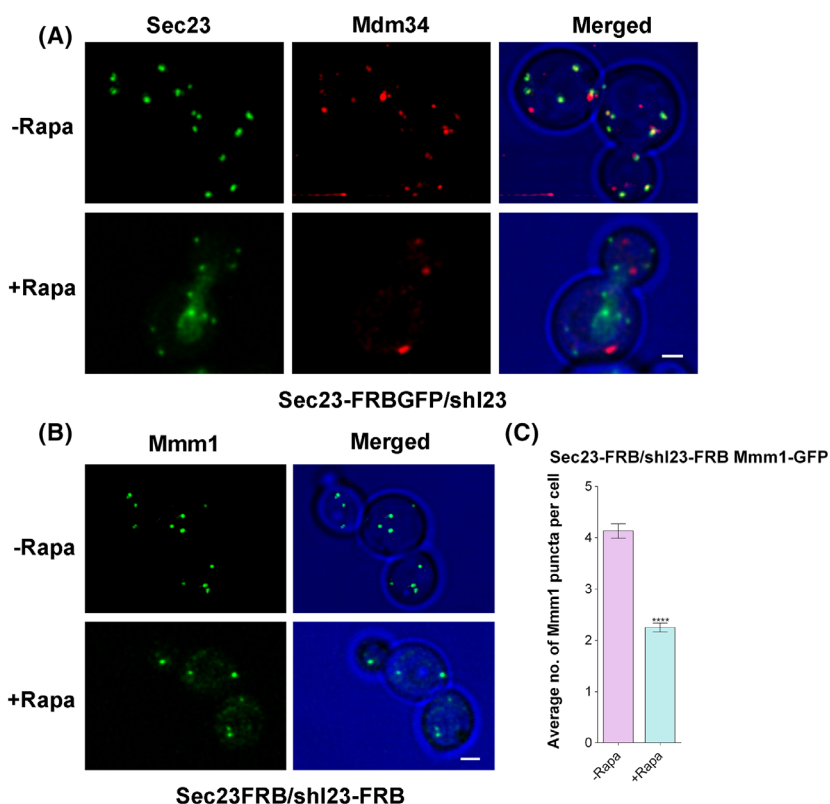 (A)
Sec23 Mdm34 Merged
-Rapa
+Rapa
Sec23-FRBGFP/shl23
(B)
Mmm1 Merged
-Rapa
+Rapa
Sec23FRB/shl23-FRB
(C)
Sec23-FRB/shl23-FRB Mmm1-GFP
Average no. of Mmm1 puncta per cell
5
4
3
2
1
0
****
-Rapa
+Rapa